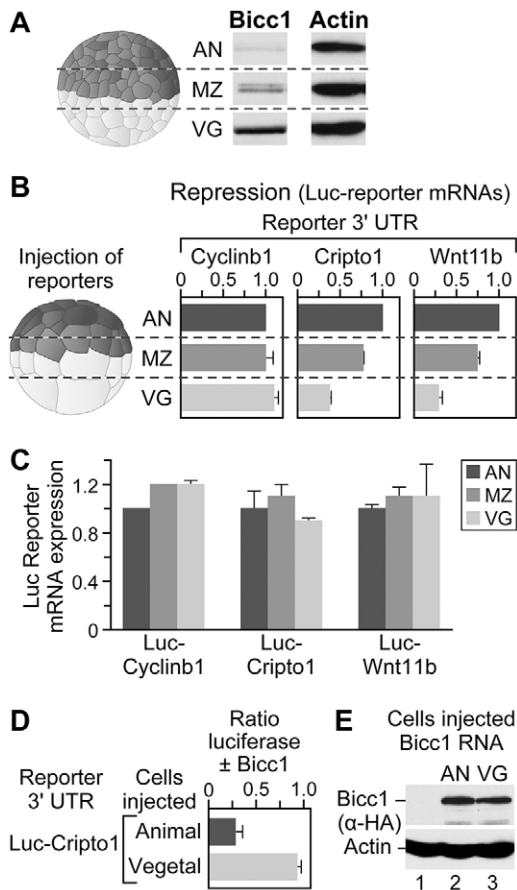 A
Bicc1 Actin
AN
MZ
VG
B
Repression (Luc-reporter mRNAs)
Reporter 3' UTR
Injection of
reporters
Cyclinb1 Cripto1 Wnt11b
0 0.5 1.0 0 0.5 1.0 0 0.5 1.0
AN
MZ
VG
C
Luc Reporter
mRNA expression
1.2
0.8
0.4
0
AN
MZ
VG
Luc-
Cyclinb1
Luc-
Cripto1
Luc-
Wnt11b
D
Ratio
luciferase
± Bicc1
Reporter
3' UTR
Cells
injected
0 0.5 1.0
Luc-Cripto1
Animal
Vegetal
E
Cells injected
Bicc1 RNA
AN VG
Bicc1
(α-HA)
Actin
1 2 3